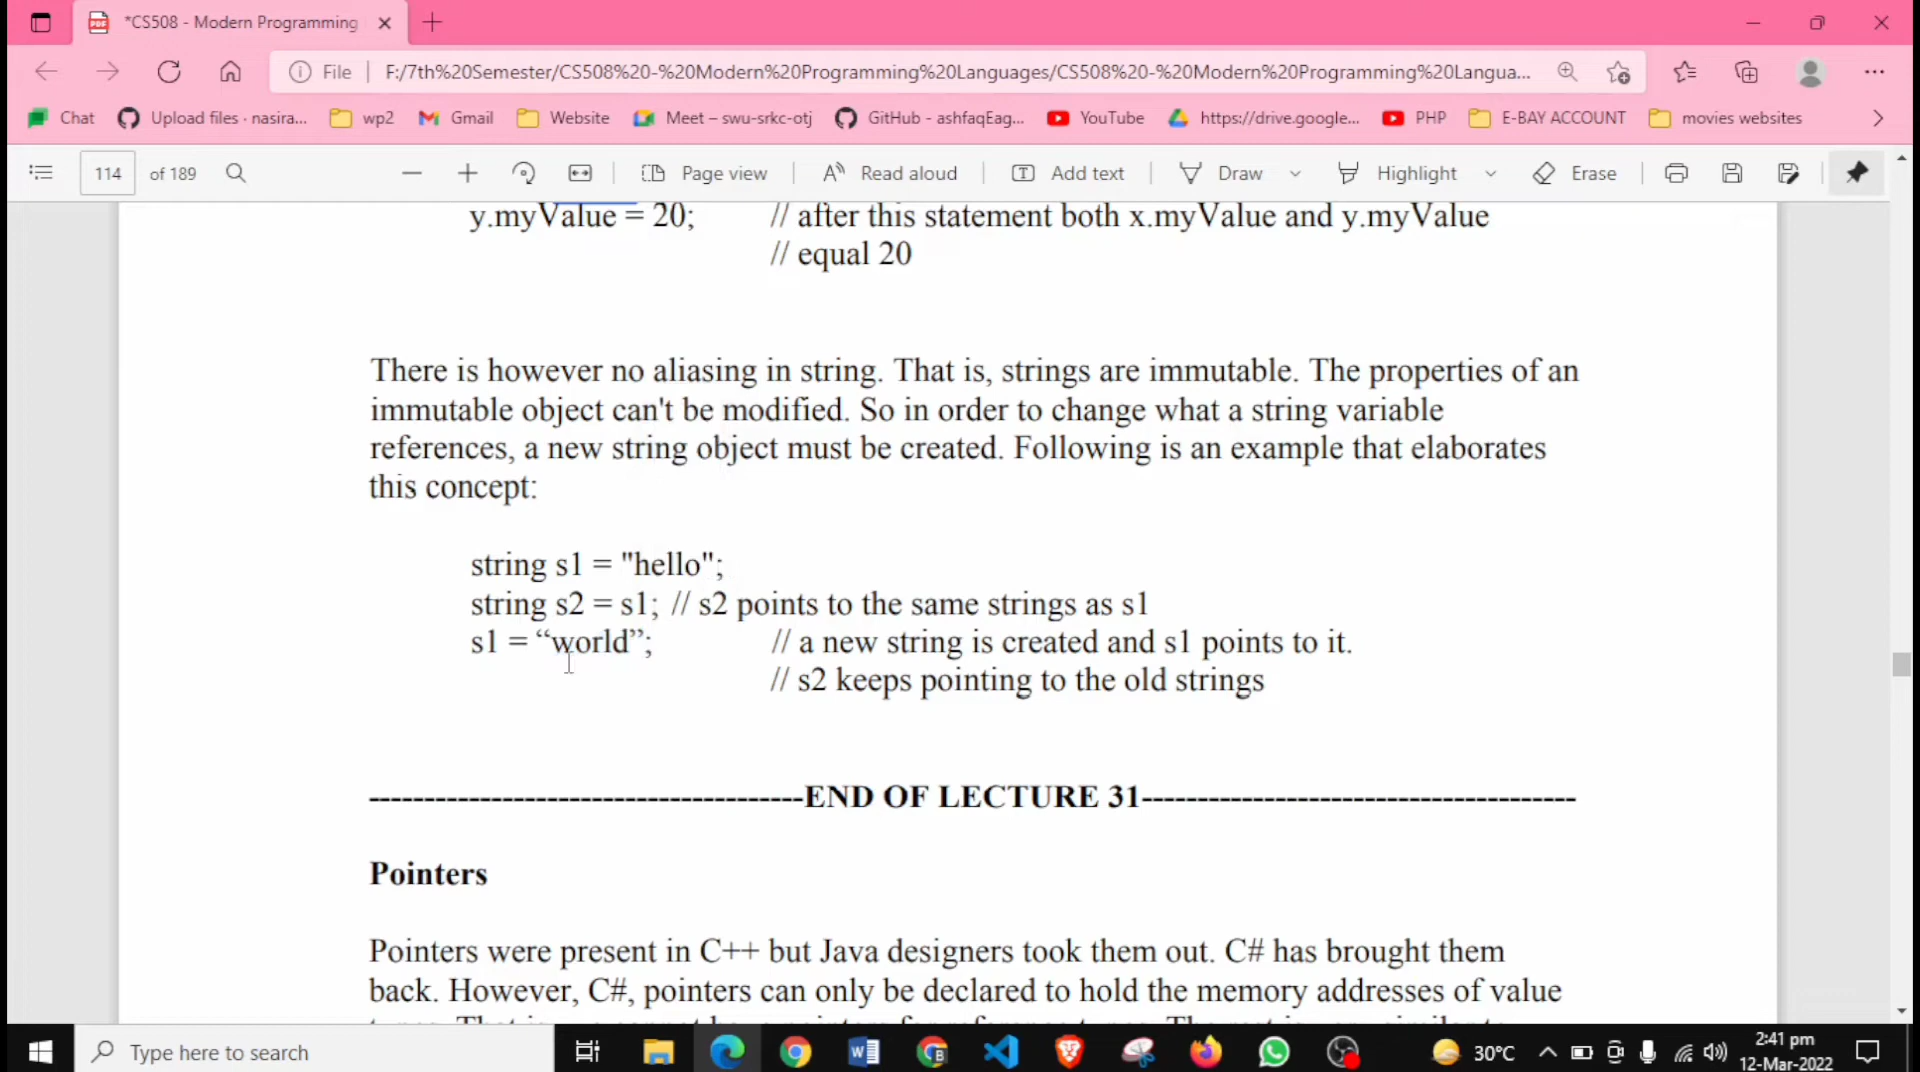 *CS508 - Modern Programming
File F:/7th%20Semester/CS508%20-%20Modern%20Programming%20Languages/CS508%20-%20Modern%20Programming%20Langua...
Chat Upload files · nasira... wp2 Gmail Website Meet – swu-srkc-otj GitHub - ashfaqEag... YouTube https://drive.google... PHP E-BAY ACCOUNT movies websites
114 of 189 Page view Read aloud Add text Draw Highlight Erase
y.myValue = 20; // after this statement both x.myValue and y.myValue
// equal 20
There is however no aliasing in string. That is, strings are immutable. The properties of an
immutable object can't be modified. So in order to change what a string variable
references, a new string object must be created. Following is an example that elaborates
this concept:
string s1 = "hello";
string s2 = s1; // s2 points to the same strings as s1
s1 = “world”; // a new string is created and s1 points to it.
// s2 keeps pointing to the old strings
---------------------------------------END OF LECTURE 31---------------------------------------
Pointers
Pointers were present in C++ but Java designers took them out. C# has brought them
back. However, C#, pointers can only be declared to hold the memory addresses of value
Type here to search 30°C 2:41 pm
12-Mar-2022